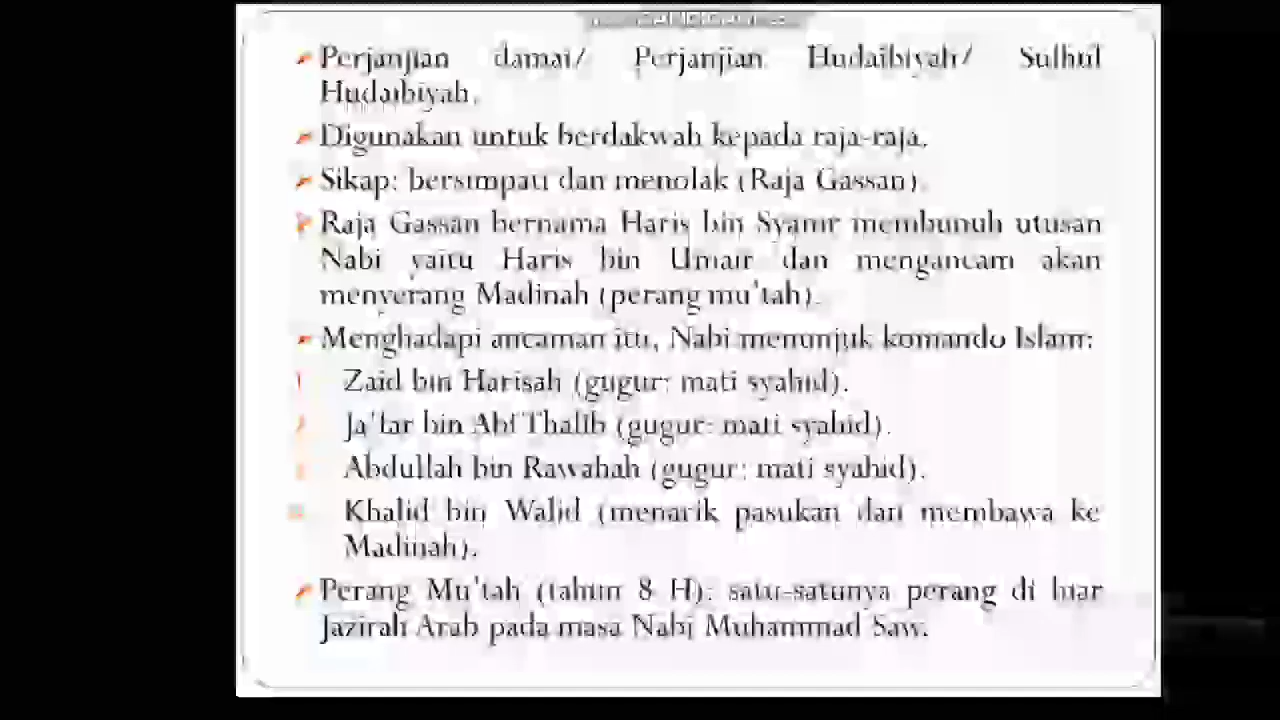 Perjanjian damai/ Perjanjian Hudaibiyah/ Sulhul
Hudaibiyah.
Digunakan untuk berdakwah kepada raja-raja.
Sikap: bersimpati dan menolak (Raja Gassan).
Raja Gassan bernama Haris bin Syamr membunuh utusan
Nabi yaitu Haris bin Umair dan mengancam akan
menyerang Madinah (perang mu'tah).
Menghadapi ancaman itu, Nabi menunjuk komando Islam:
Zaid bin Harisah (gugur: mati syahid).
Ja'far bin Abi Thalib (gugur: mati syahid).
Abdullah bin Rawahah (gugur: mati syahid).
Khalid bin Walid (menarik pasukan dan membawa ke
Madinah).
Perang Mu'tah (tahun 8 H): satu-satunya perang di luar
Jazirah Arab pada masa Nabi Muhammad Saw.